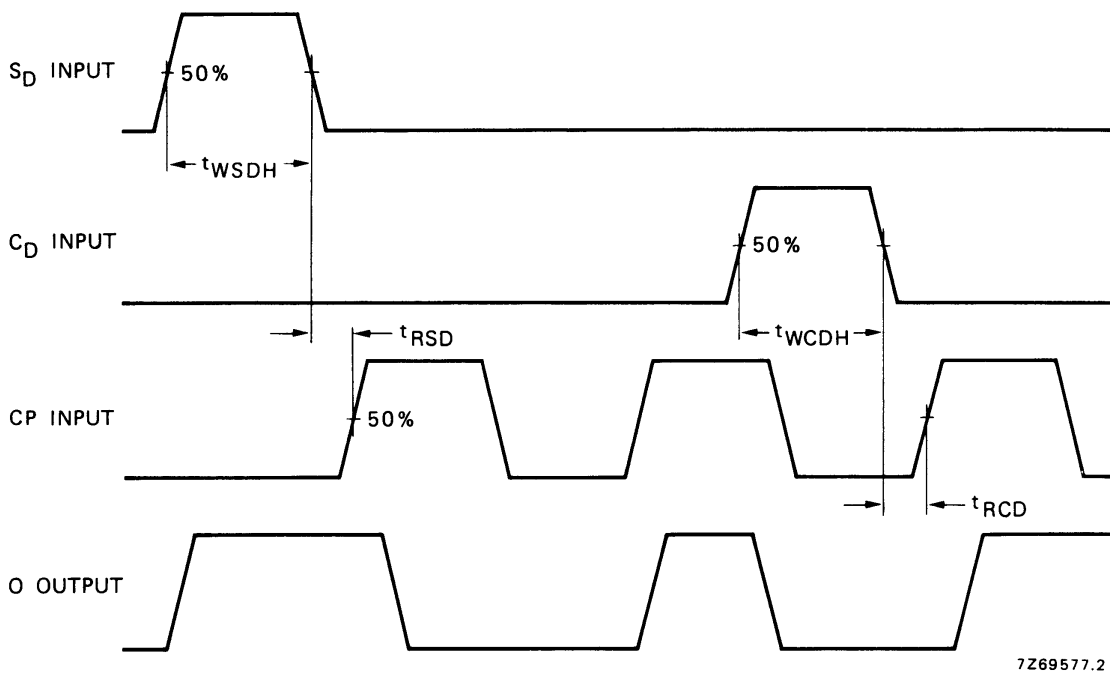 S_D INPUT
50%
t_WSDH
C_D INPUT
50%
t_WCDH
t_RSD
CP INPUT
50%
t_RCD
O OUTPUT
7Z69577.2